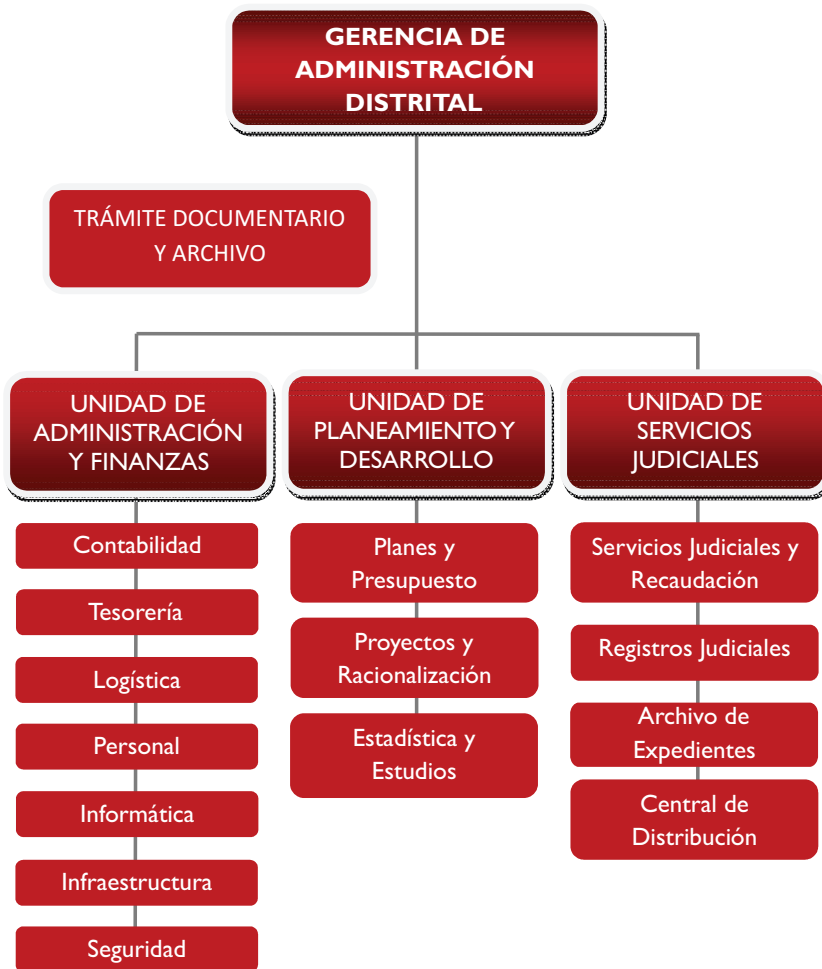 GERENCIA DE
ADMINISTRACIÓN
DISTRITAL
TRÁMITE DOCUMENTARIO
Y ARCHIVO
UNIDAD DE
ADMINISTRACIÓN
Y FINANZAS
Contabilidad
Tesorería
Logística
Personal
Informática
Infraestructura
Seguridad
UNIDAD DE
PLANEAMIENTO Y
DESARROLLO
Planes y
Presupuesto
Proyectos y
Racionalización
Estadística y
Estudios
UNIDAD DE
SERVICIOS
JUDICIALES
Servicios Judiciales y
Recaudación
Registros Judiciales
Archivo de
Expedientes
Central de
Distribución